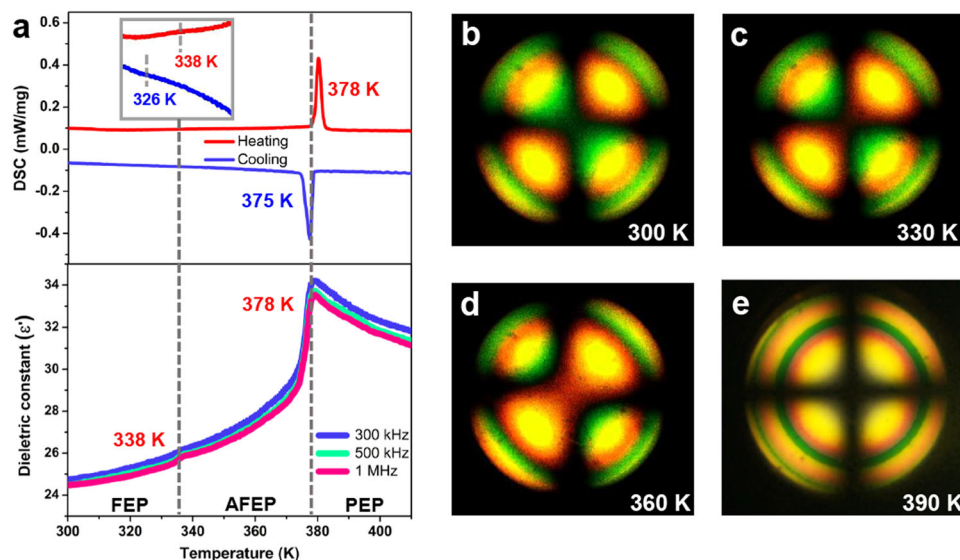 a
0.6
0.4
0.2
0.0
-0.2
-0.4
DSC (mW/mg)
338 K
326 K
378 K
Heating
Cooling
375 K
34
32
30
28
26
24
Dieletric constant (ε')
378 K
338 K
300 kHz
500 kHz
1 MHz
FEP AFEP PEP
300 320 340 360 380 400
Temperature (K)
b
300 K
c
330 K
d
360 K
e
390 K